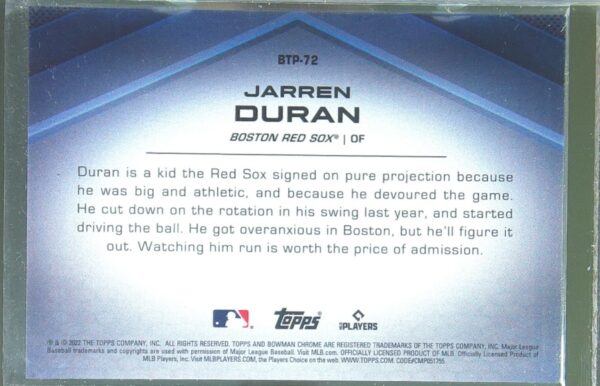 BTP-72
JARREN
DURAN
BOSTON RED SOX® | OF
Duran is a kid the Red Sox signed on pure projection because
he was big and athletic, and because he devoured the game.
He cut down on the rotation in his swing last year, and started
driving the ball. He got overanxious in Boston, but he'll figure it
out. Watching him run is worth the price of admission.
topps
PLAYERS
® & © 2022 THE TOPPS COMPANY, INC. ALL RIGHTS RESERVED. TOPPS AND BOWMAN CHROME ARE REGISTERED TRADEMARKS OF THE TOPPS COMPANY, INC. Major League
Baseball trademarks and copyrights are used with permission of Major League Baseball. Visit MLB.com. OFFICIALLY LICENSED PRODUCT OF MLB. Officially Licensed Product of
MLB Players, Inc. Visit MLBPLAYERS.COM, the Players Choice on the web. WWW.TOPPS.COM. CODE#CMP051755.